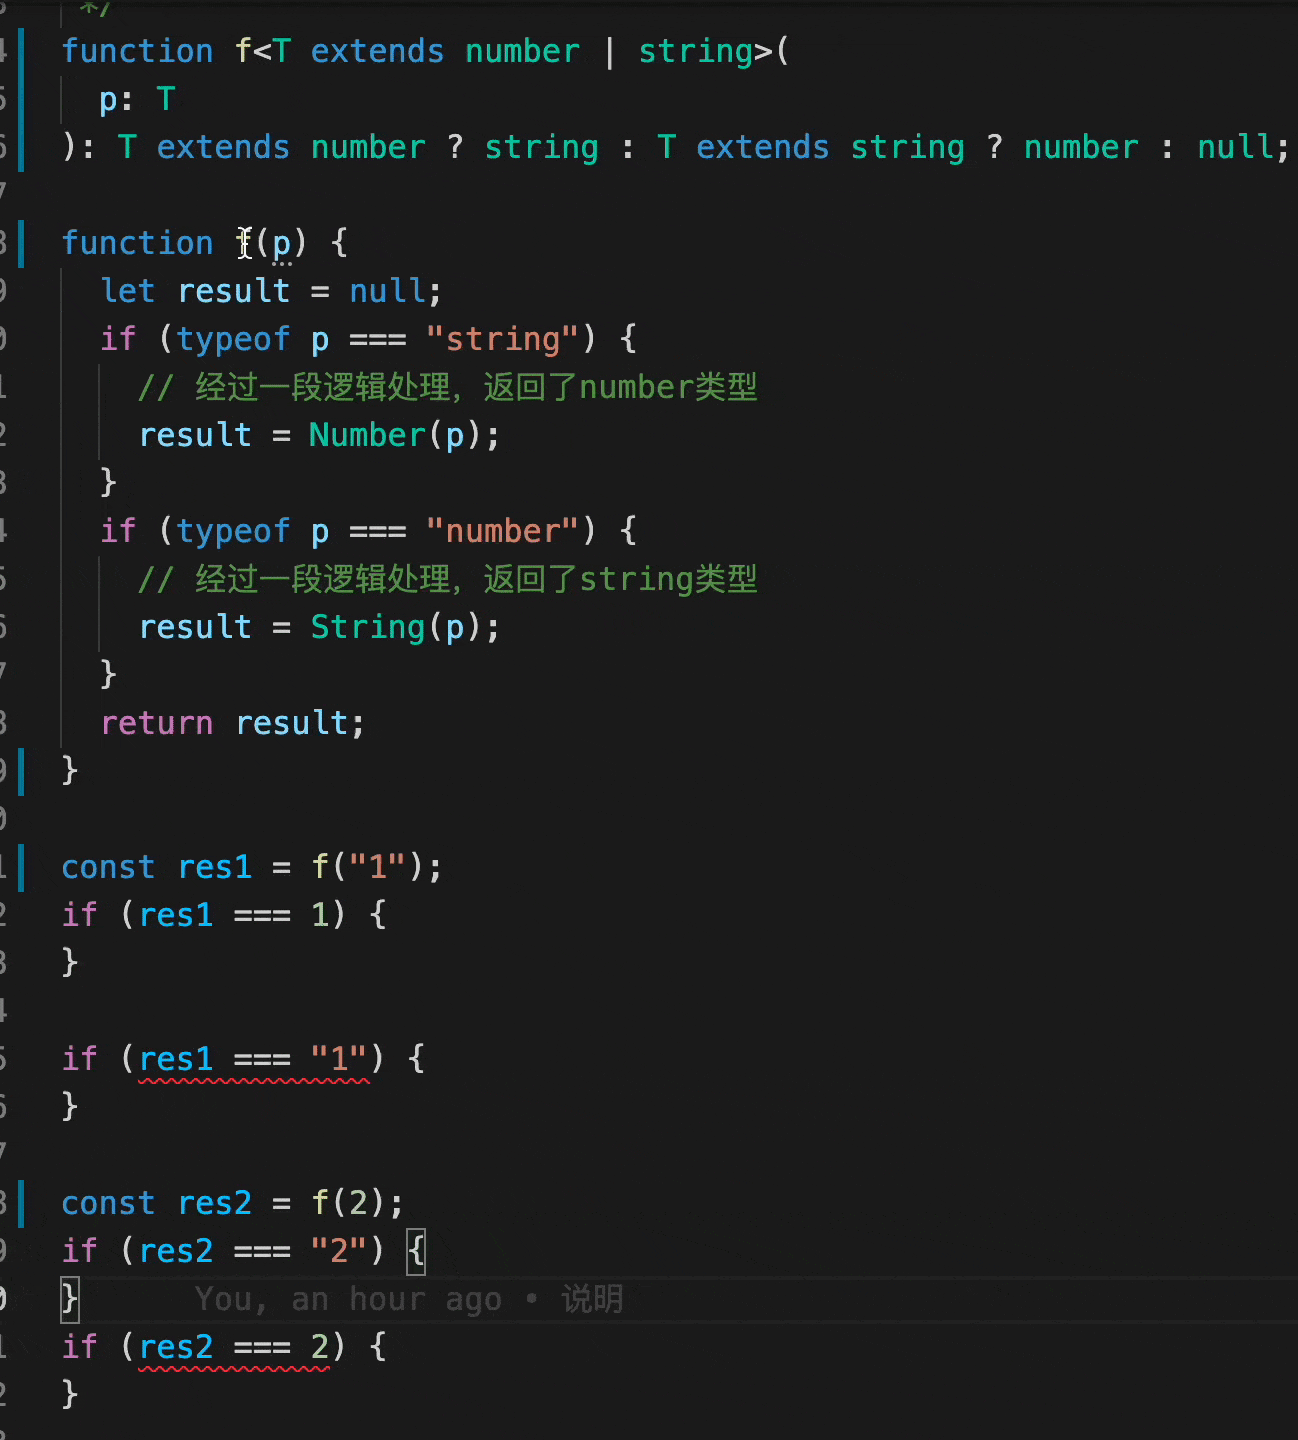 */
function f<T extends number | string>(
  p: T
): T extends number ? string : T extends string ? number : null;
function f(p) {
  let result = null;
  if (typeof p === "string") {
    // 经过一段逻辑处理，返回了number类型
    result = Number(p);
  }
  if (typeof p === "number") {
    // 经过一段逻辑处理，返回了string类型
    result = String(p);
  }
  return result;
}
const res1 = f("1");
if (res1 === 1) {
}
if (res1 === "1") {
}
const res2 = f(2);
if (res2 === "2") {
}      You, an hour ago • 说明
if (res2 === 2) {
}